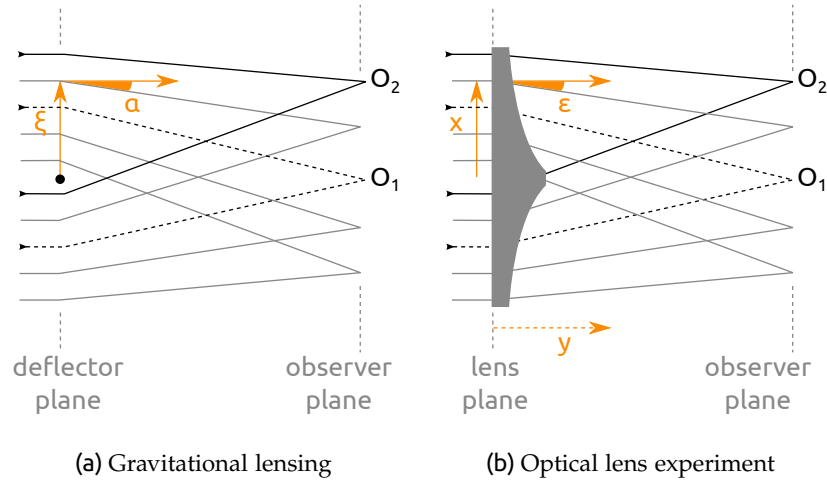 O₂
α
ξ
O₁
deflector
plane
observer
plane
(a) Gravitational lensing
O₂
ε
x
O₁
y
lens
plane
observer
plane
(b) Optical lens experiment